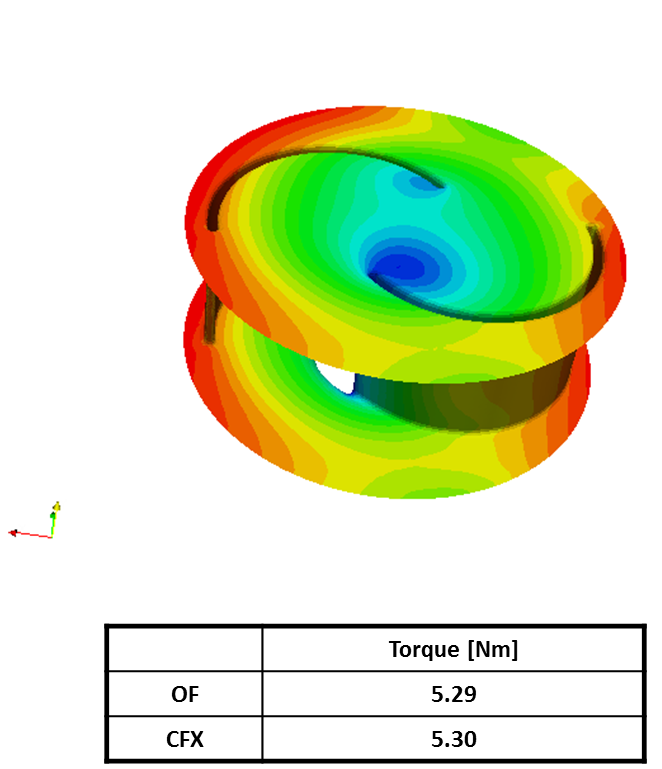 Torque [Nm]
OF 5.29
CFX 5.30